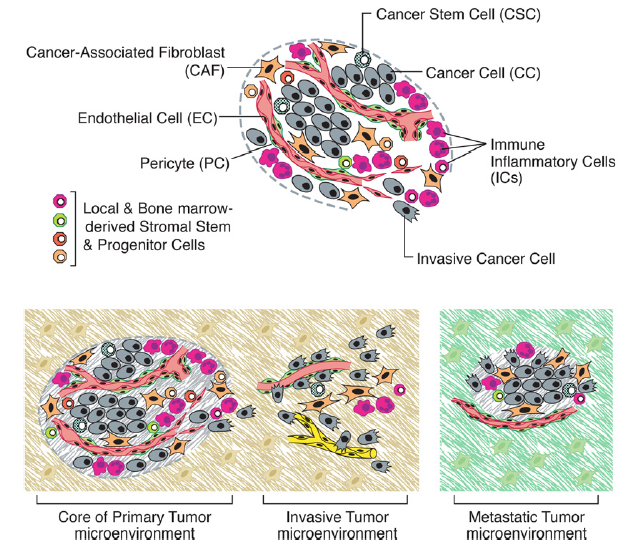 Cancer Stem Cell (CSC)
Cancer-Associated Fibroblast
(CAF)
Cancer Cell (CC)
Endothelial Cell (EC)
Immune
Inflammatory Cells
(ICs)
Pericyte (PC)
Local & Bone marrow-
derived Stromal Stem
& Progenitor Cells
Invasive Cancer Cell
Core of Primary Tumor
microenvironment
Invasive Tumor
microenvironment
Metastatic Tumor
microenvironment